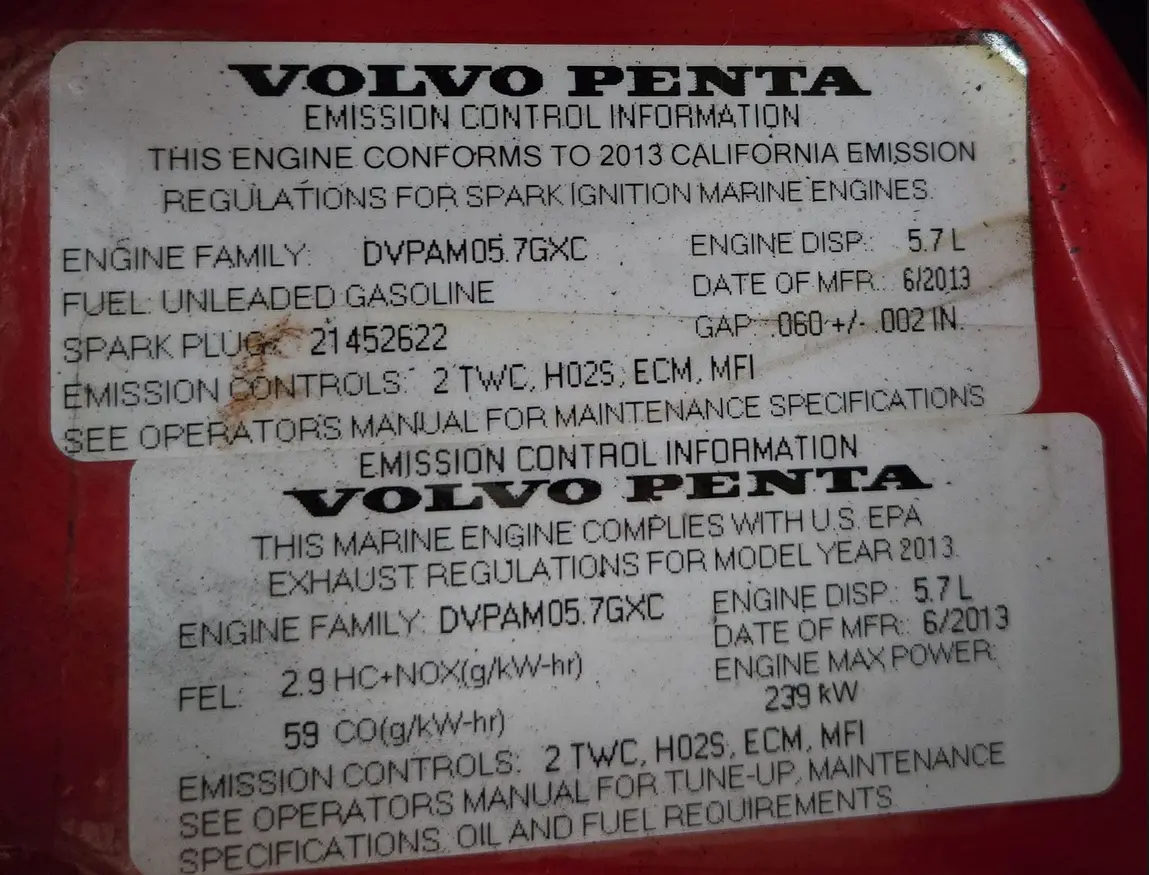 VOLVO PENTA
EMISSION CONTROL INFORMATION
THIS ENGINE CONFORMS TO 2013 CALIFORNIA EMISSION
REGULATIONS FOR SPARK IGNITION MARINE ENGINES.
ENGINE FAMILY: DVPAM05.7GXC ENGINE DISP.: 5.7 L
FUEL: UNLEADED GASOLINE DATE OF MFR.: 6/2013
SPARK PLUG: 21452622 GAP .060 +/- .002 IN.
EMISSION CONTROLS: 2 TWC, HO2S, ECM, MFI
SEE OPERATORS MANUAL FOR MAINTENANCE SPECIFICATIONS
EMISSION CONTROL INFORMATION
VOLVO PENTA
THIS MARINE ENGINE COMPLIES WITH U.S. EPA
EXHAUST REGULATIONS FOR MODEL YEAR 2013.
ENGINE FAMILY: DVPAM05.7GXC ENGINE DISP.: 5.7 L
DATE OF MFR.: 6/2013
FEL: 2.9 HC+NOX(g/kW-hr) ENGINE MAX POWER:
239 kW
59 CO(g/kW-hr)
EMISSION CONTROLS: 2 TWC, HO2S, ECM, MFI
SEE OPERATORS MANUAL FOR TUNE-UP, MAINTENANCE
SPECIFICATIONS, OIL AND FUEL REQUIREMENTS